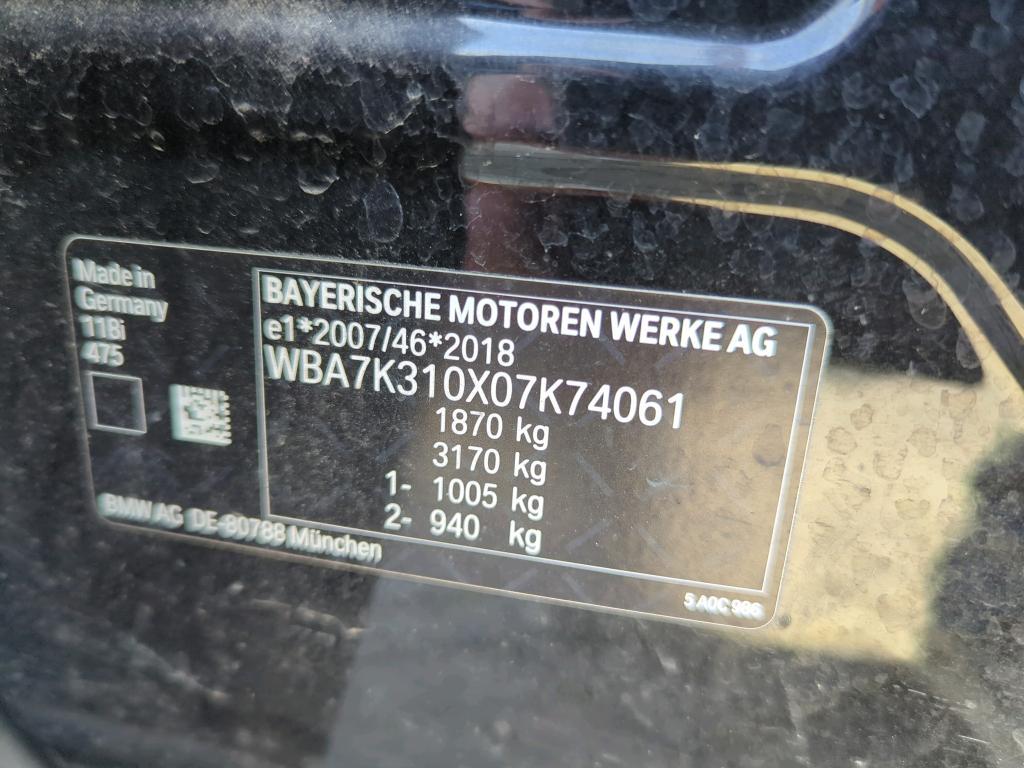 Made in
Germany
118i
475
BAYERISCHE MOTOREN WERKE AG
e1*2007/46*2018
WBA7K310X07K74061
1870 kg
3170 kg
1- 1005 kg
2- 940 kg
BMW AG DE-80788 München
5 A0C 986